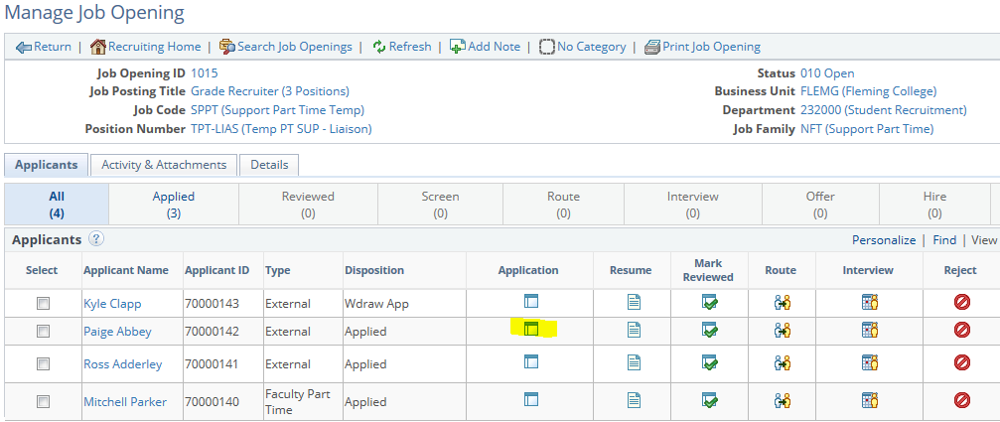 Manage Job Opening
Return | Recruiting Home | Search Job Openings | Refresh | Add Note | No Category | Print Job Opening
Job Opening ID 1015 Status 010 Open
Job Posting Title Grade Recruiter (3 Positions) Business Unit FLEMG (Fleming College)
Job Code SPPT (Support Part Time Temp) Department 232000 (Student Recruitment)
Position Number TPT-LIAS (Temp PT SUP - Liaison) Job Family NFT (Support Part Time)
Applicants Activity & Attachments Details
All Applied Reviewed Screen Route Interview Offer Hire
(4) (3) (0) (0) (0) (0) (0) (0)
Applicants ? Personalize | Find | View
Select Applicant Name Applicant ID Type Disposition Application Resume Mark Reviewed Route Interview Reject
Kyle Clapp 70000143 External Wdraw App
Paige Abbey 70000142 External Applied
Ross Adderley 70000141 External Applied
Mitchell Parker 70000140 Faculty Part Time Applied